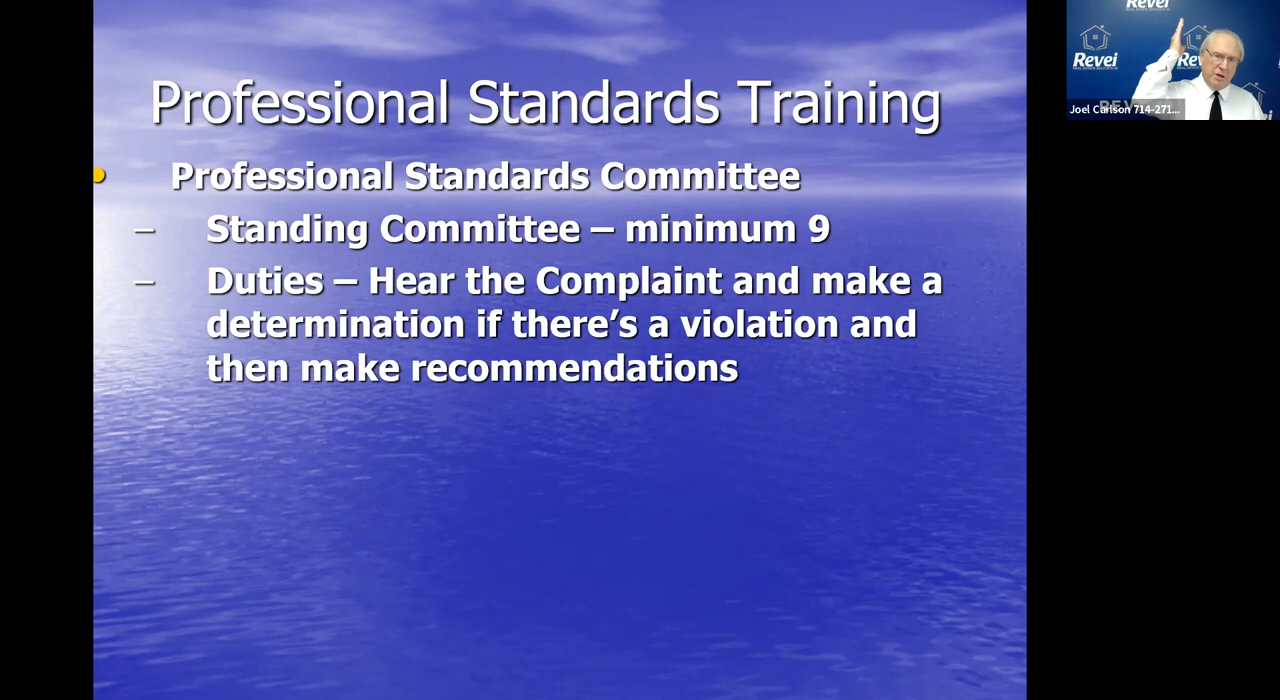 Professional Standards Training
Professional Standards Committee
– Standing Committee – minimum 9
– Duties – Hear the Complaint and make a
determination if there's a violation and
then make recommendations
Revei
Revei
Joel Carlson 714-271...